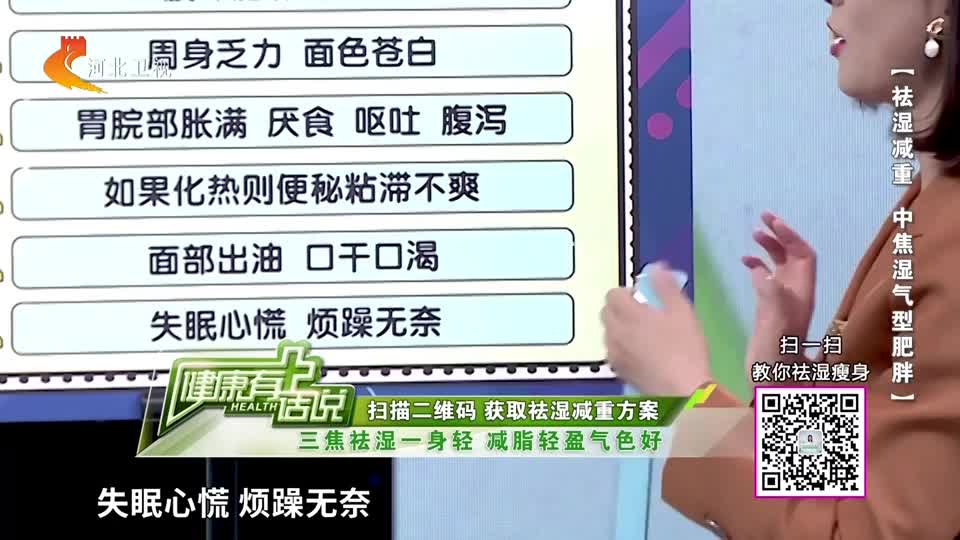 周身乏力 面色苍白
河北卫视
胃脘部胀满 厌食 呕吐 腹泻
如果化热则便秘粘滞不爽
面部出油 口干口渴
失眠心慌 烦躁无奈
【祛湿减重 中焦湿气型肥胖】
扫一扫
教你祛湿瘦身
健康有话说
HEALTH
扫描二维码 获取祛湿减重方案
三焦祛湿一身轻 减脂轻盈气色好
失眠心慌 烦躁无奈